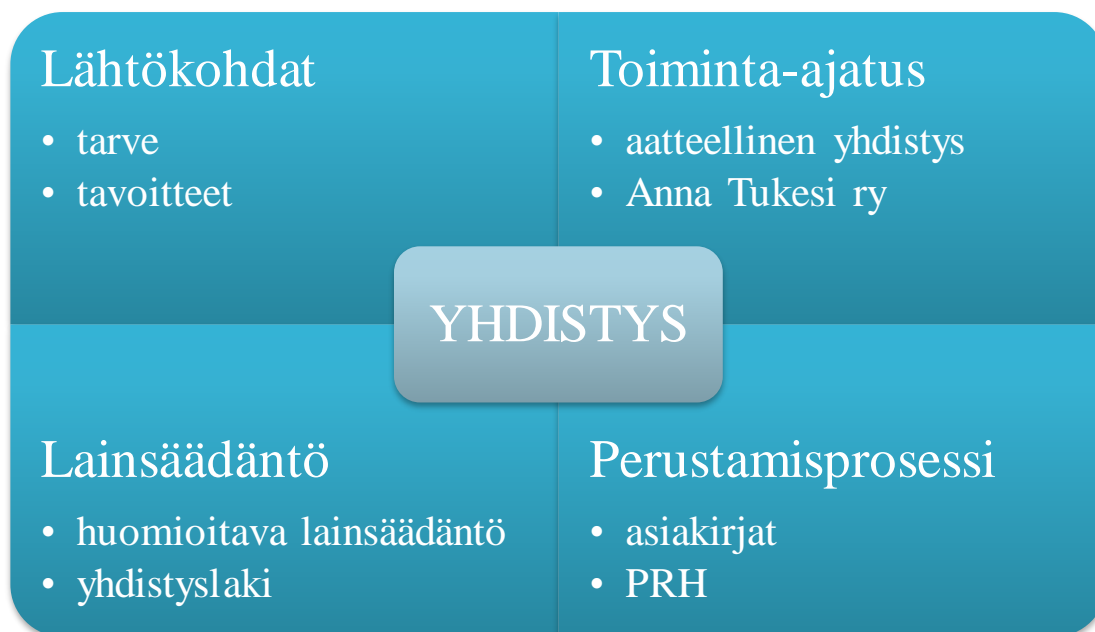 Lähtökohdat
• tarve
• tavoitteet
Toiminta-ajatus
• aatteellinen yhdistys
• Anna Tukesi ry
YHDISTYS
Lainsäädäntö
• huomioitava lainsäädäntö
• yhdistyslaki
Perustamisprosessi
• asiakirjat
• PRH